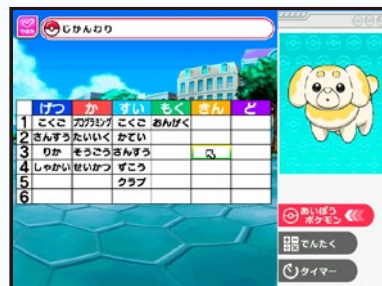 できた
じかんわり
げつ か すい もく きん ど
1 こくご プログラミング こくご おんがく
2 さんすう たいいく かてい
3 りか そうごう さんすう
4 しゃかい せいかつ ずこう
5 クラブ
6
あいぼうポケモン
でんたく
タイマー